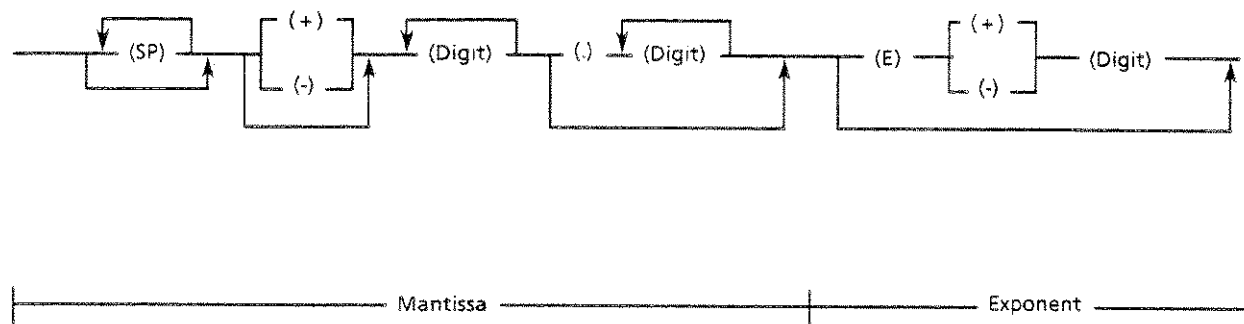 (+) (+)
(SP) (Digit) (.) (Digit) (E) (Digit)
(-) (-)
Mantissa Exponent